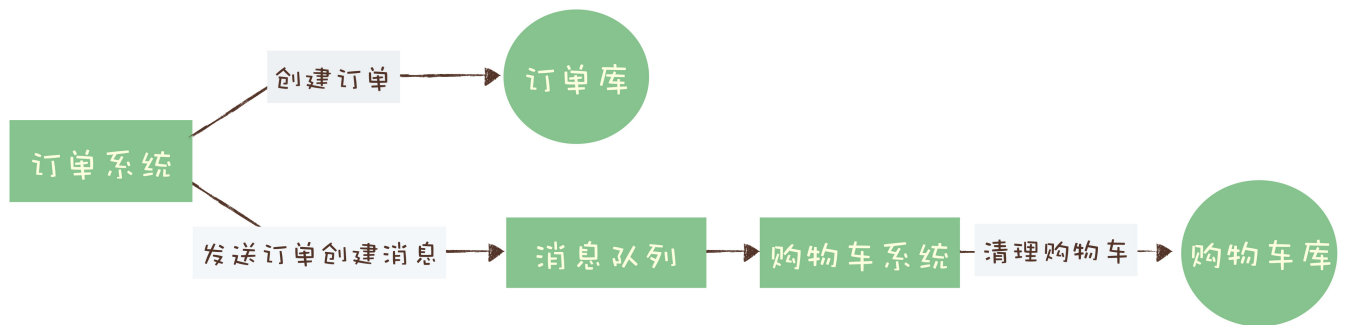 创建订单
订单库
订单系统
发送订单创建消息
消息队列
购物车系统
清理购物车
购物车库